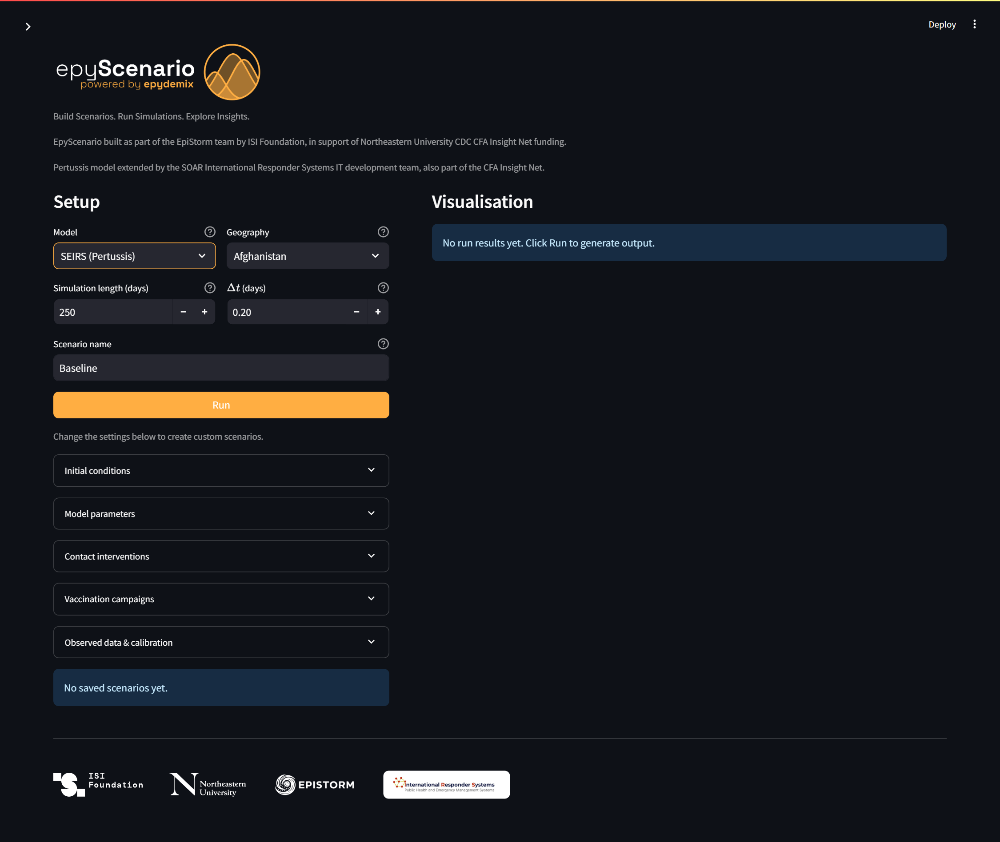 Deploy
epyScenario
powered by epydemix
Build Scenarios. Run Simulations. Explore Insights.
EpyScenario built as part of the EpiStorm team by ISI Foundation, in support of Northeastern University CDC CFA Insight Net funding.
Pertussis model extended by the SOAR International Responder Systems IT development team, also part of the CFA Insight Net.
Setup
Model
Geography
SEIRS (Pertussis)
Afghanistan
Simulation length (days)
Δt (days)
250
0.20
Scenario name
Baseline
Run
Change the settings below to create custom scenarios.
Initial conditions
Model parameters
Contact interventions
Vaccination campaigns
Observed data & calibration
No saved scenarios yet.
Visualisation
No run results yet. Click Run to generate output.
ISI
Foundation
Northeastern
University
EPISTORM
International Responder Systems
Public Health and Emergency Management Systems